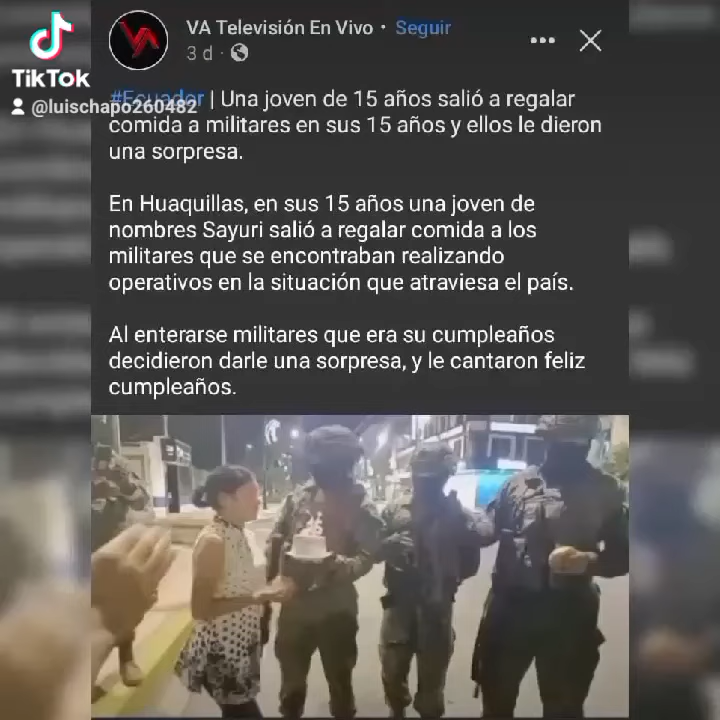 TikTok
@luischapo260482
VA Televisión En Vivo · Seguir
3 d ·
#Ecuador | Una joven de 15 años salió a regalar
comida a militares en sus 15 años y ellos le dieron
una sorpresa.
En Huaquillas, en sus 15 años una joven de
nombres Sayuri salió a regalar comida a los
militares que se encontraban realizando
operativos en la situación que atraviesa el país.
Al enterarse militares que era su cumpleaños
decidieron darle una sorpresa, y le cantaron feliz
cumpleaños.